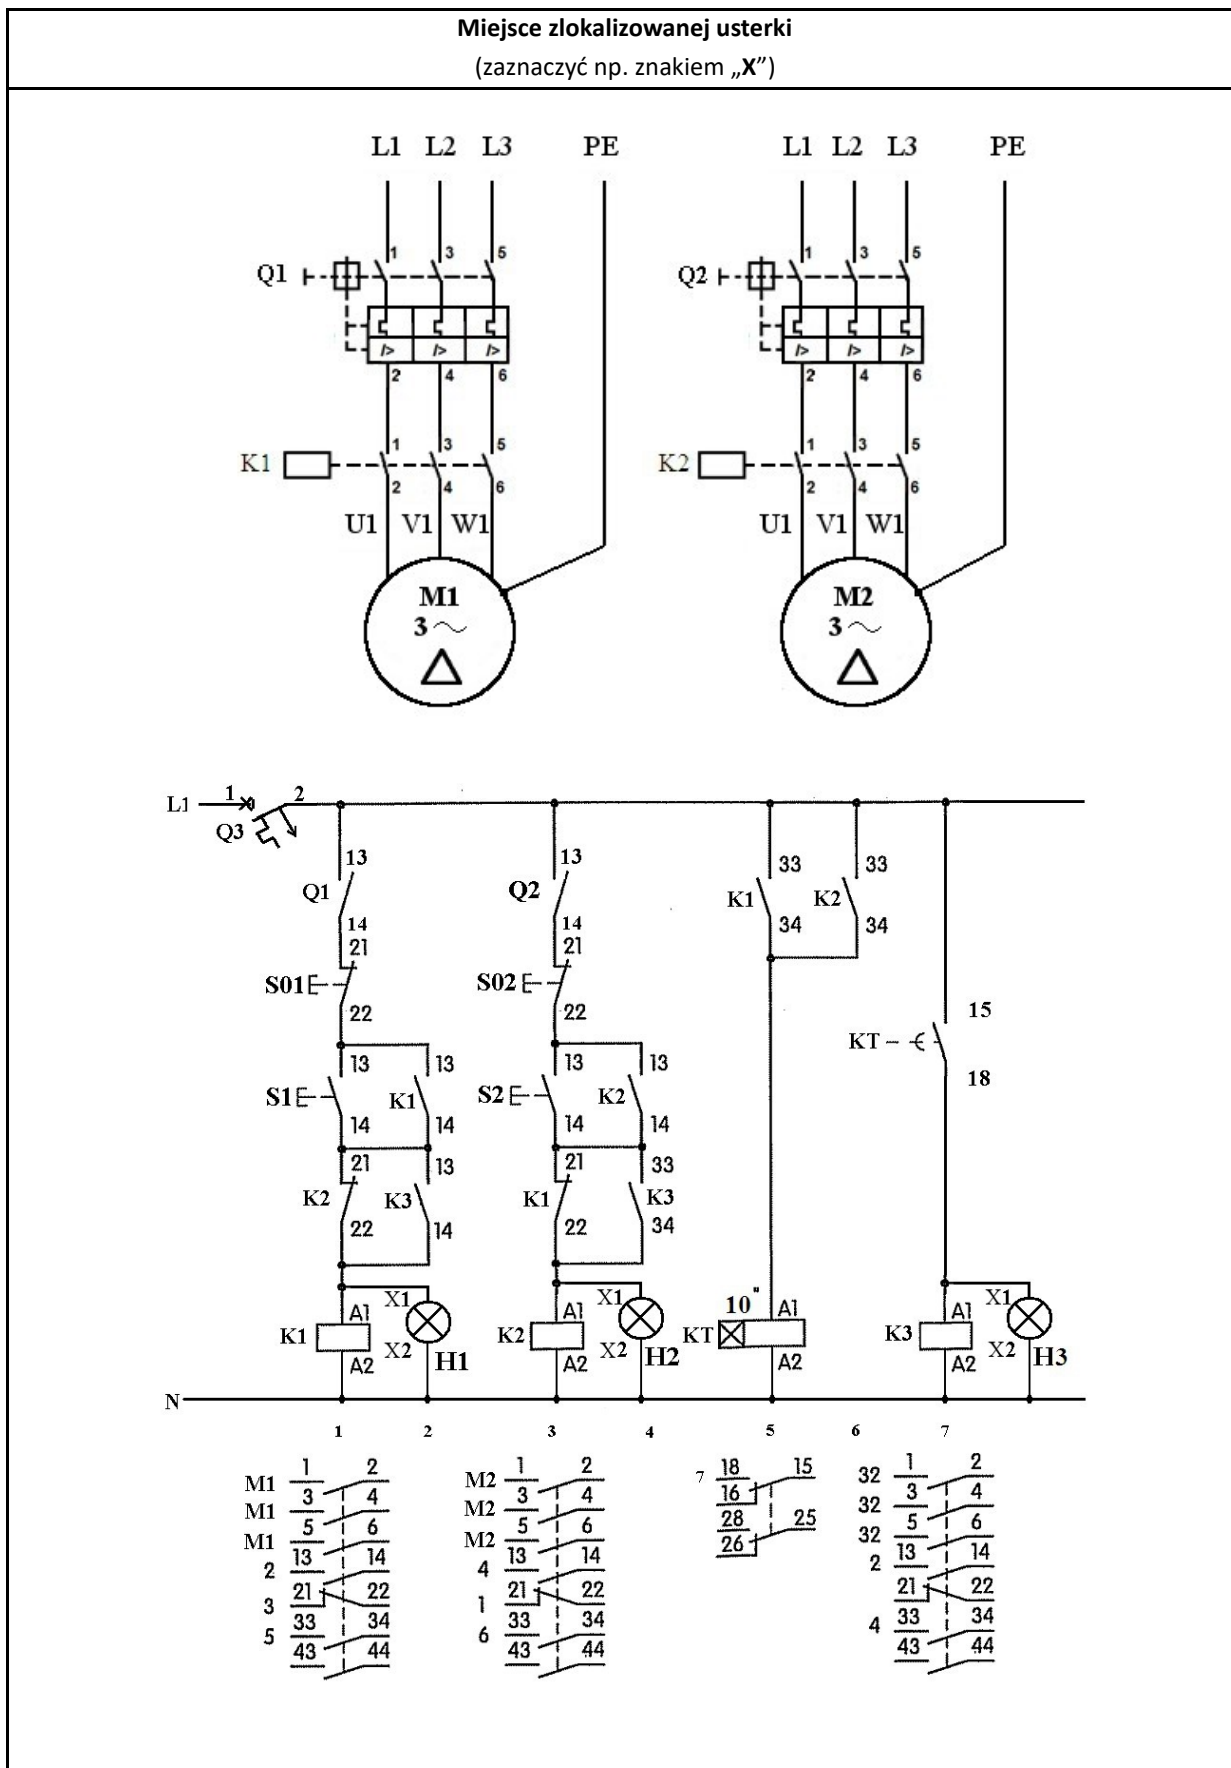 Miejsce zlokalizowanej usterki
(zaznaczyć np. znakiem „X”)
L1 L2 L3 PE L1 L2 L3 PE
1 3 5 1 3 5
Q1 Q2
/> /> /> /> /> />
2 4 6 2 4 6
1 3 5 1 3 5
K1 K2
2 4 6 2 4 6
U1 V1 W1 U1 V1 W1
M1 M2
3 3
L1 1 2
Q3
13 13 33 33
Q1 Q2 K1 K2
14 14 34 34
21 21
S01 S02
22 22 15
KT
13 13 13 13
18
S1 K1 S2 K2
14 14 14 14
21 13 21 33
K2 K3 K1 K3
22 14 22 34
X1 X1 10" X1
A1 A1 A1 A1
K1 K2 KT K3
X2 H1 X2 H2 X2 H3
A2 A2 A2 A2
N
1 2 3 4 5 6 7
M1 1 2 M2 1 2 7 18 15 32 1 2
M1 3 4 M2 3 4 16 32 3 4
M1 5 6 M2 5 6 28 25 32 5 6
2 13 14 4 13 14 26 2 13 14
3 21 22 1 21 22 21 22
5 33 34 6 33 34 4 33 34
43 44 43 44 43 44